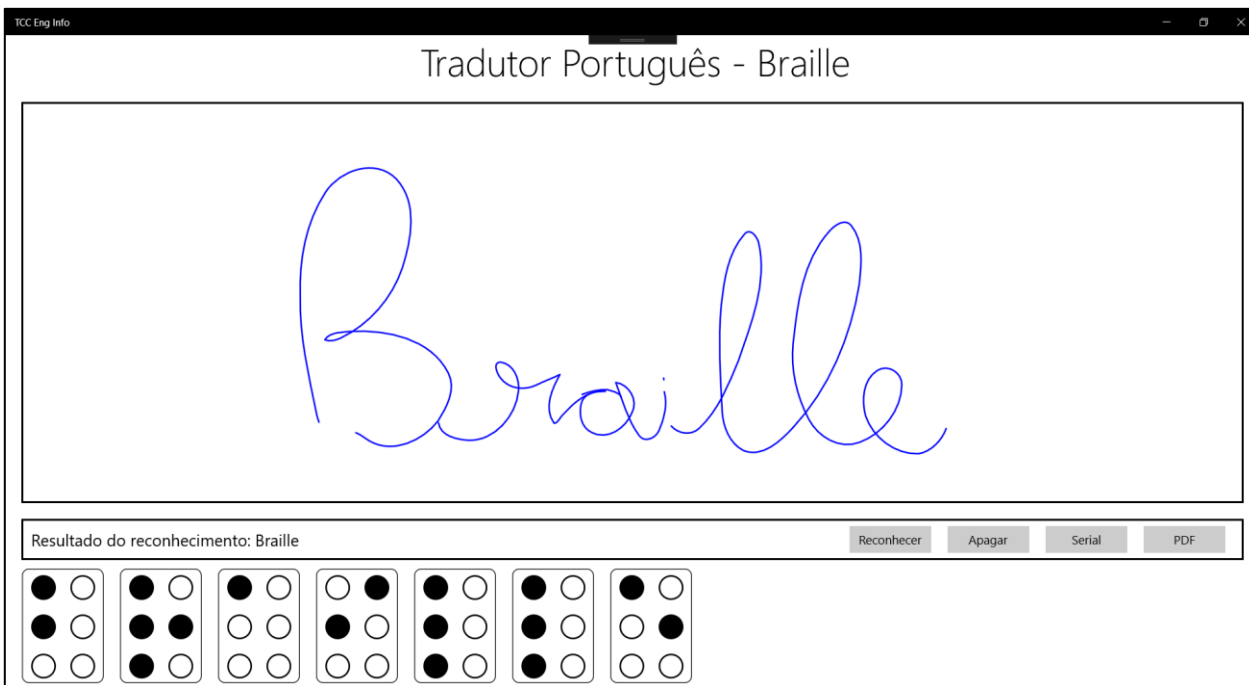 TCC Eng Info
Tradutor Português - Braille
Braille
Resultado do reconhecimento: Braille Reconhecer Apagar Serial PDF
⠃⠗⠁⠊⠇⠇⠑